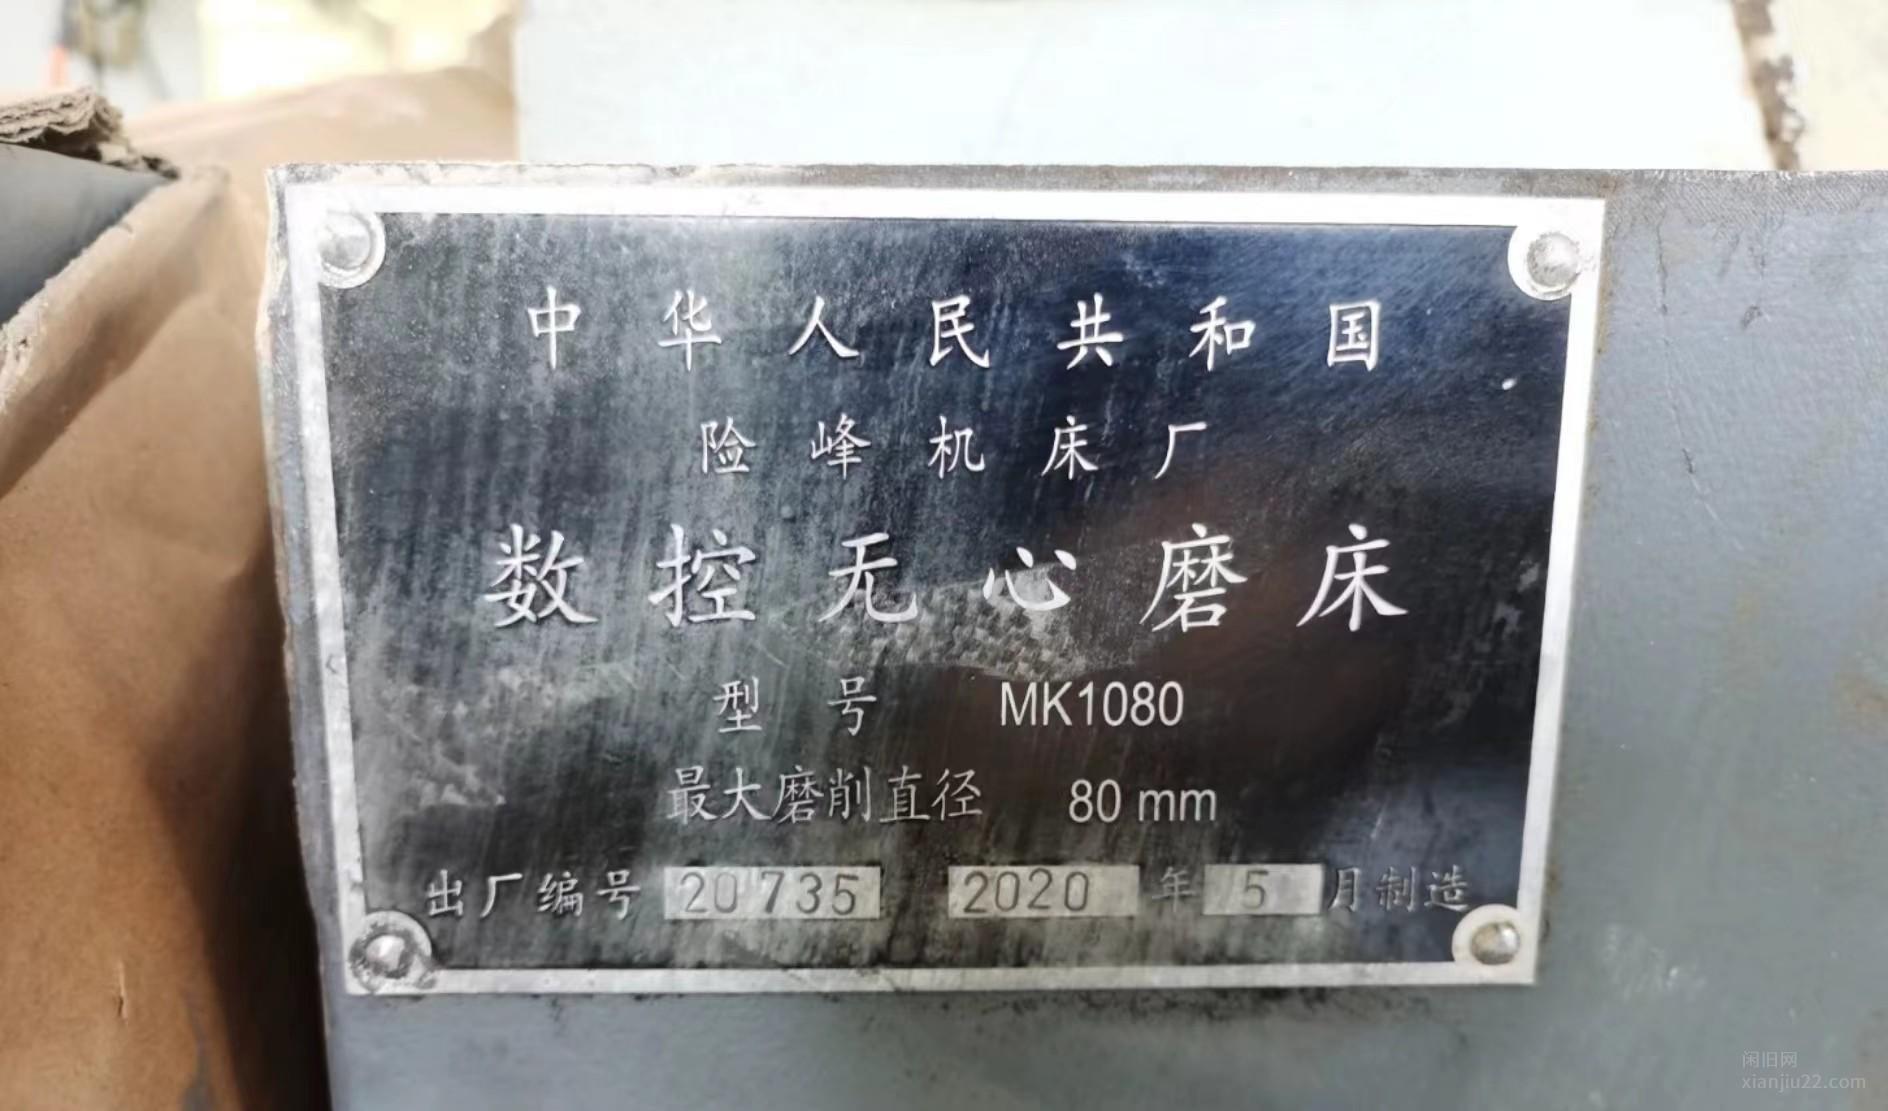 中华人民共和国
险峰机床厂
数控无心磨床
型号 MK1080
最大磨削直径 80 mm
出厂编号 20735 2020 年 5 月制造
闲旧网
xianjiu22.com